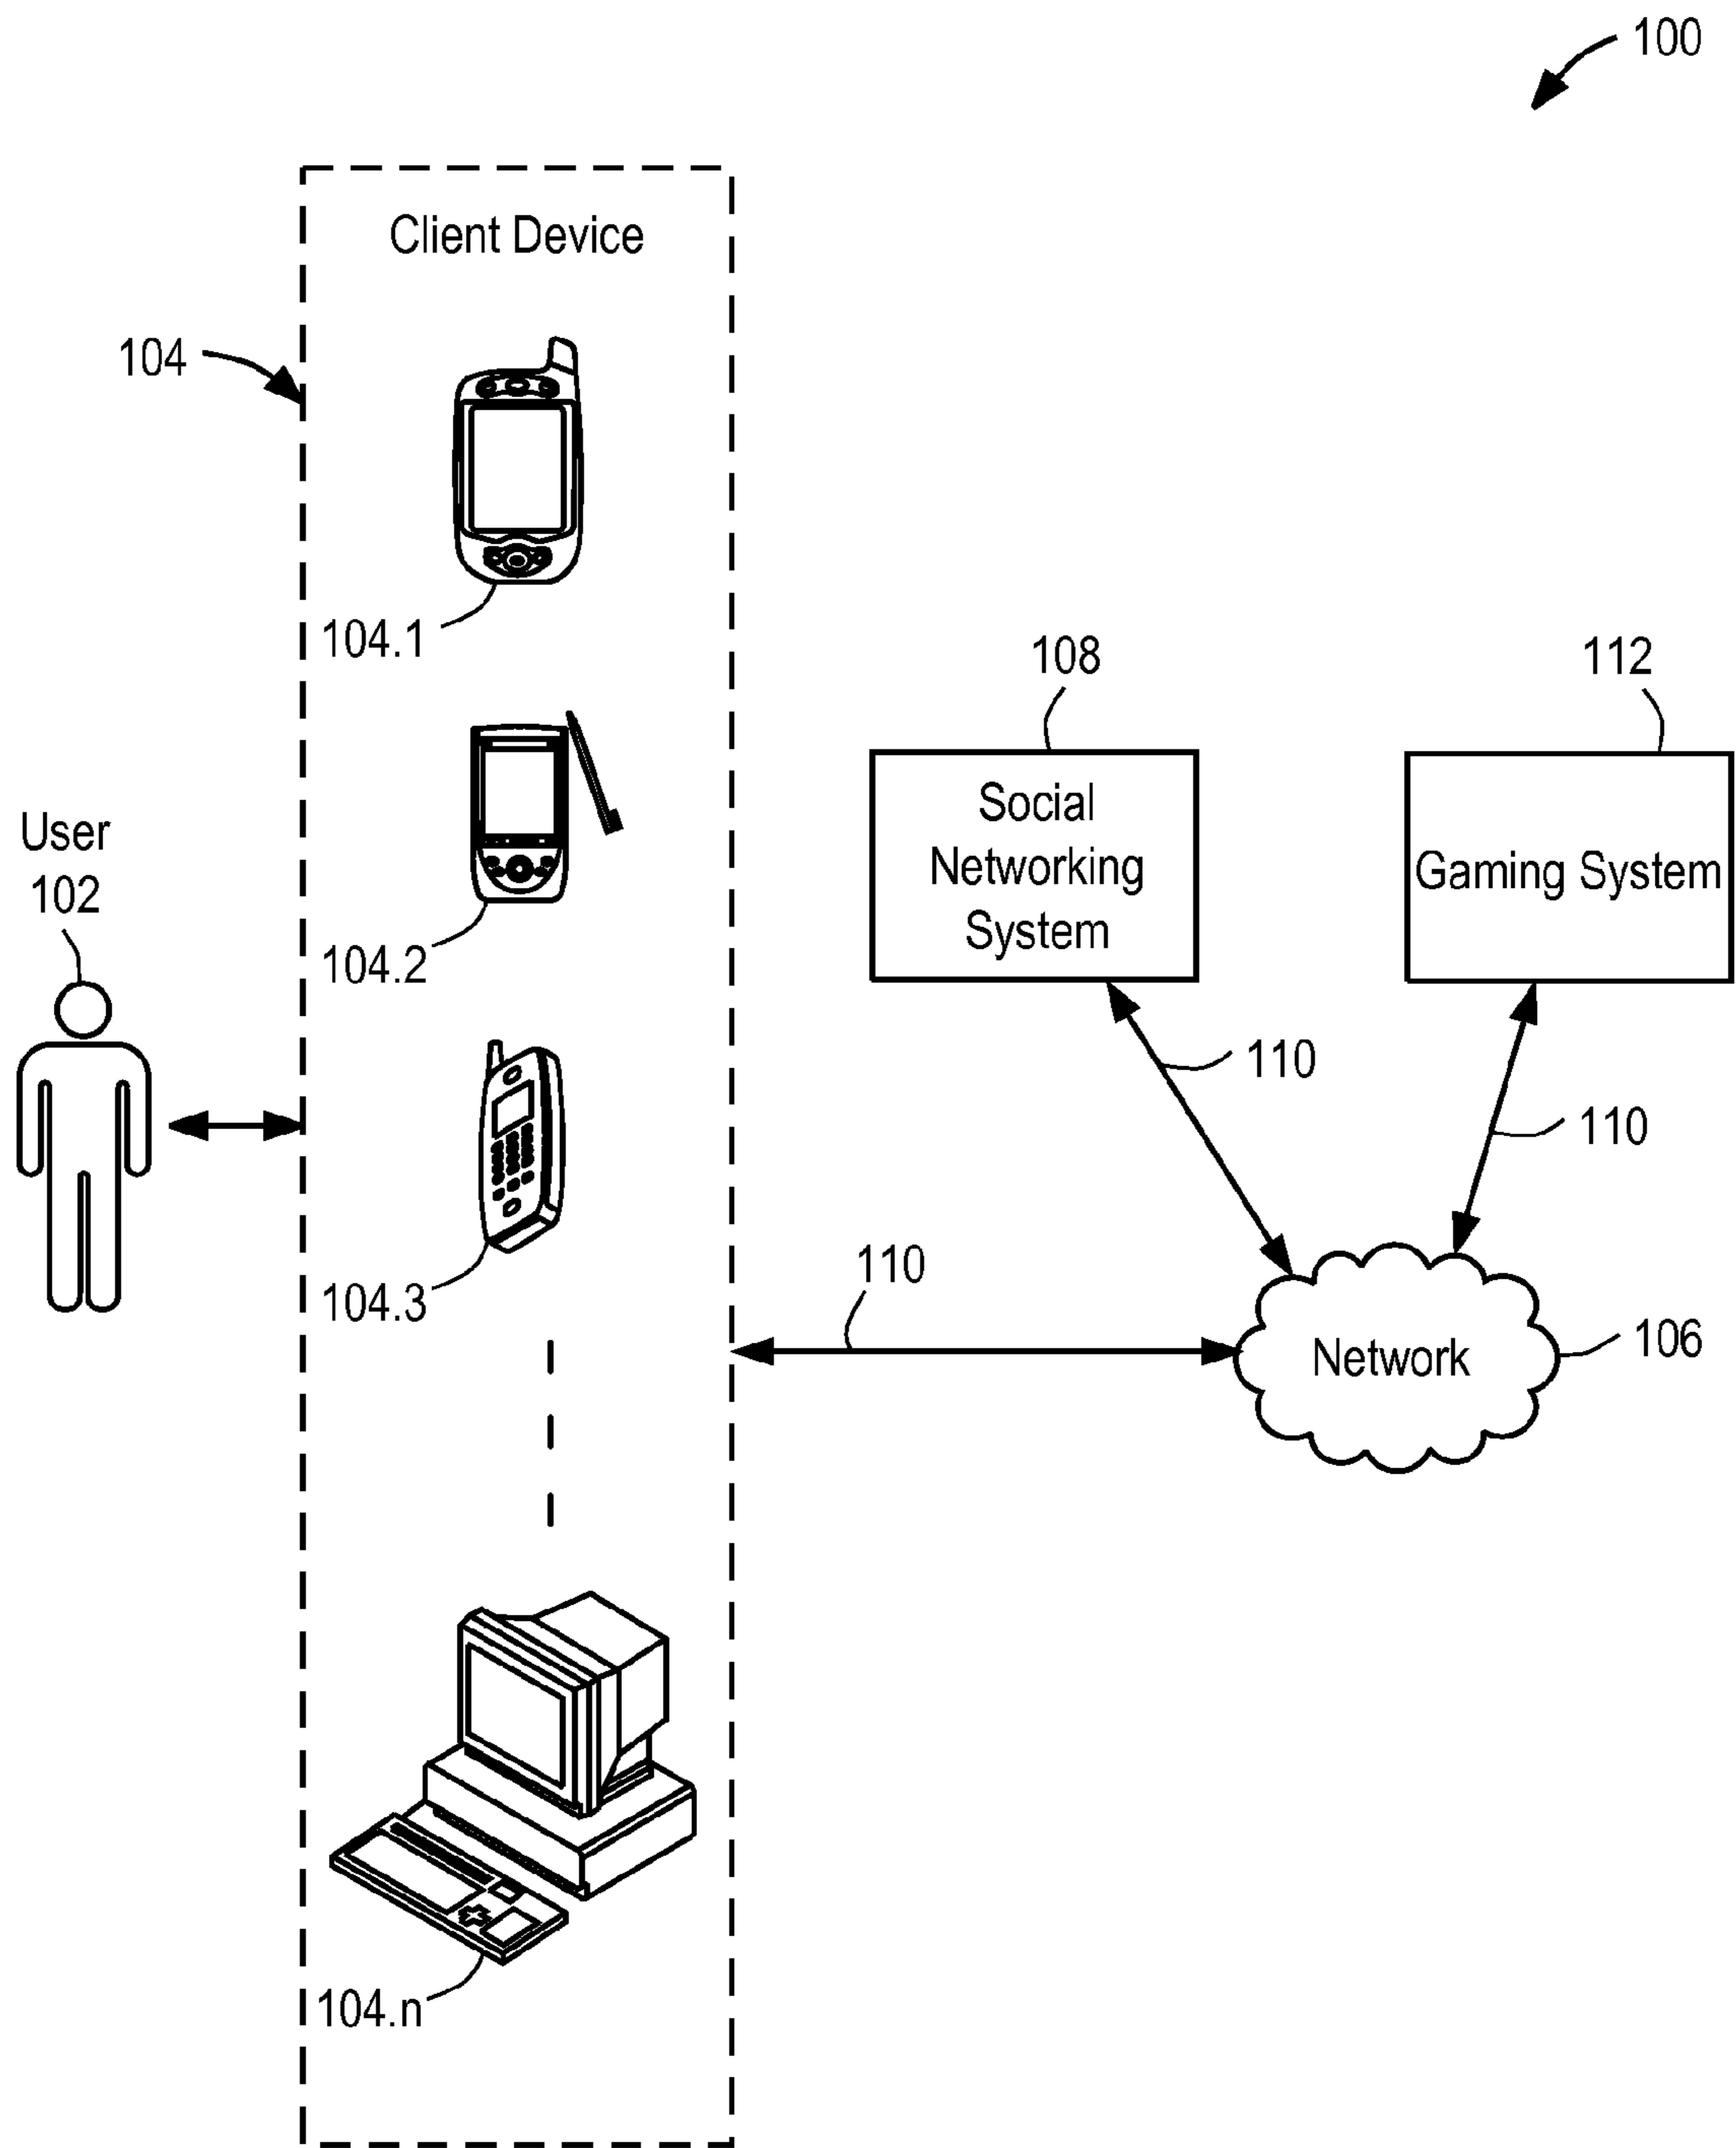 100
Client Device
104
104.1
108
112
Social
Networking
System
Gaming System
User
102
104.2
110
110
104.3
110
106
Network
104.n